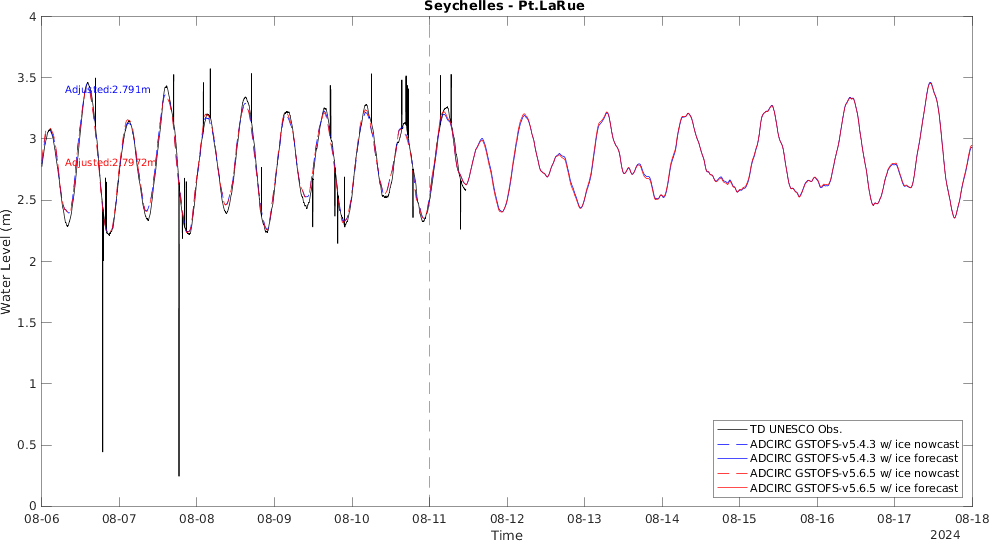 Seychelles - Pt.LaRue
4
3.5
3
2.5
2
1.5
1
0.5
0
Water Level (m)
Adjusted:2.791m
Adjusted:2.7972m
TD UNESCO Obs.
ADCIRC GSTOFS-v5.4.3 w/ ice nowcast
ADCIRC GSTOFS-v5.4.3 w/ ice forecast
ADCIRC GSTOFS-v5.6.5 w/ ice nowcast
ADCIRC GSTOFS-v5.6.5 w/ ice forecast
08-06 08-07 08-08 08-09 08-10 08-11 08-12 08-13 08-14 08-15 08-16 08-17 08-18
Time
2024